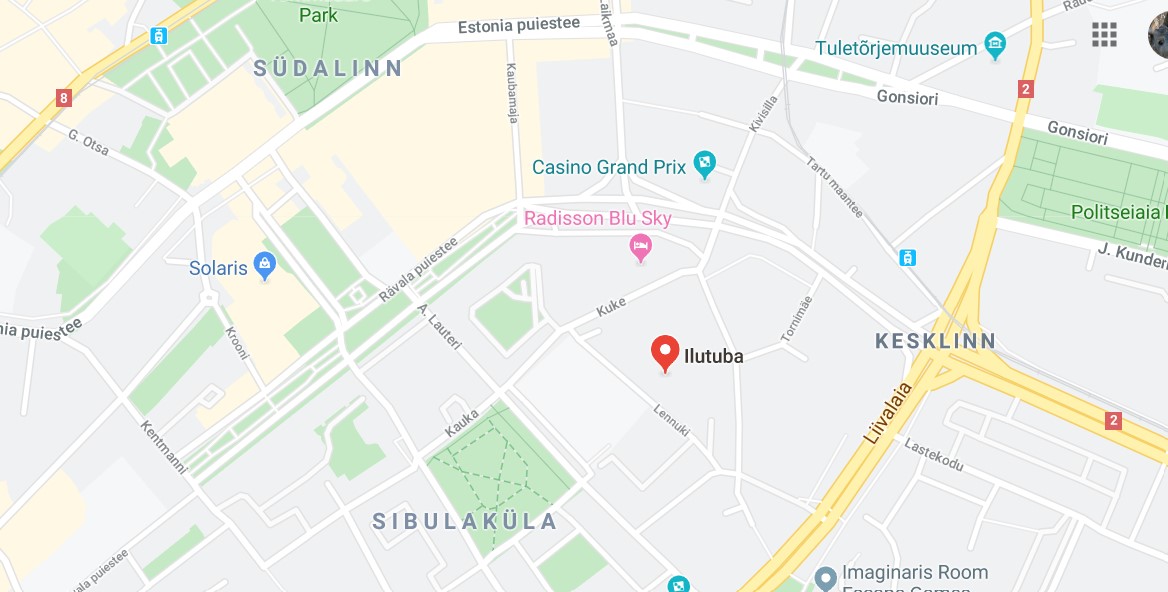 Park
Estonia puiestee
Laikmaa
Tuletõrjemuuseum
SÜDALINN
Kaubamaja
2
8
Gonsiori
Kivisilla
Gonsiori
G. Otsa
Casino Grand Prix
Tartu maantee
Radisson Blu Sky
Politseiaia
Rävala puiestee
J. Kunder
Solaris
Kuke
A. Lauteri
Tornimäe
nia puiestee
Krooni
KESKLINN
Ilutuba
Liivalaia
Kauka
Lennuki
2
Kentmanni
Lastekodu
SIBULAKÜLA
vala puiestee
Imaginaris Room